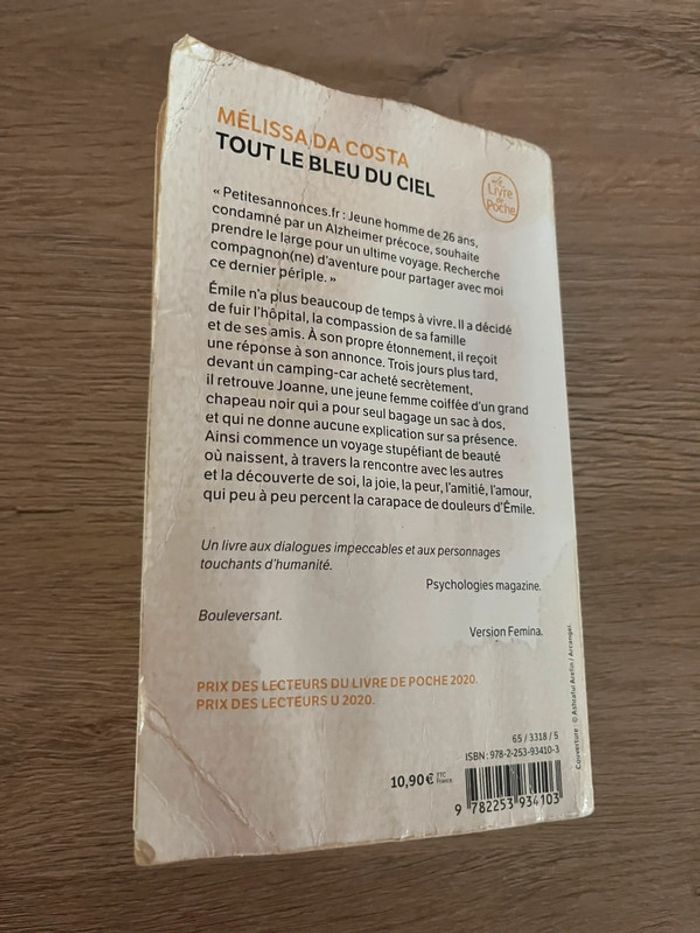 MÉLISSA DA COSTA
TOUT LE BLEU DU CIEL
Le
Livre
de
Poche
« Petitesannonces.fr : Jeune homme de 26 ans,
condamné par un Alzheimer précoce, souhaite
prendre le large pour un ultime voyage. Recherche
compagnon(ne) d'aventure pour partager avec moi
ce dernier périple. »
Émile n'a plus beaucoup de temps à vivre. Il a décidé
de fuir l'hôpital, la compassion de sa famille
et de ses amis. À son propre étonnement, il reçoit
une réponse à son annonce. Trois jours plus tard,
devant un camping-car acheté secrètement,
il retrouve Joanne, une jeune femme coiffée d'un grand
chapeau noir qui a pour seul bagage un sac à dos,
et qui ne donne aucune explication sur sa présence.
Ainsi commence un voyage stupéfiant de beauté
où naissent, à travers la rencontre avec les autres
et la découverte de soi, la joie, la peur, l'amitié, l'amour,
qui peu à peu percent la carapace de douleurs d'Émile.
Un livre aux dialogues impeccables et aux personnages
touchants d'humanité.
Psychologies magazine.
Bouleversant.
Version Femina.
PRIX DES LECTEURS DU LIVRE DE POCHE 2020.
PRIX DES LECTEURS U 2020.
Couverture : © Ashraful Arefin / Arcangel.
65 / 3318 / 5
ISBN : 978-2-253-93410-3
10,90 € TTC France
9 782253 934103